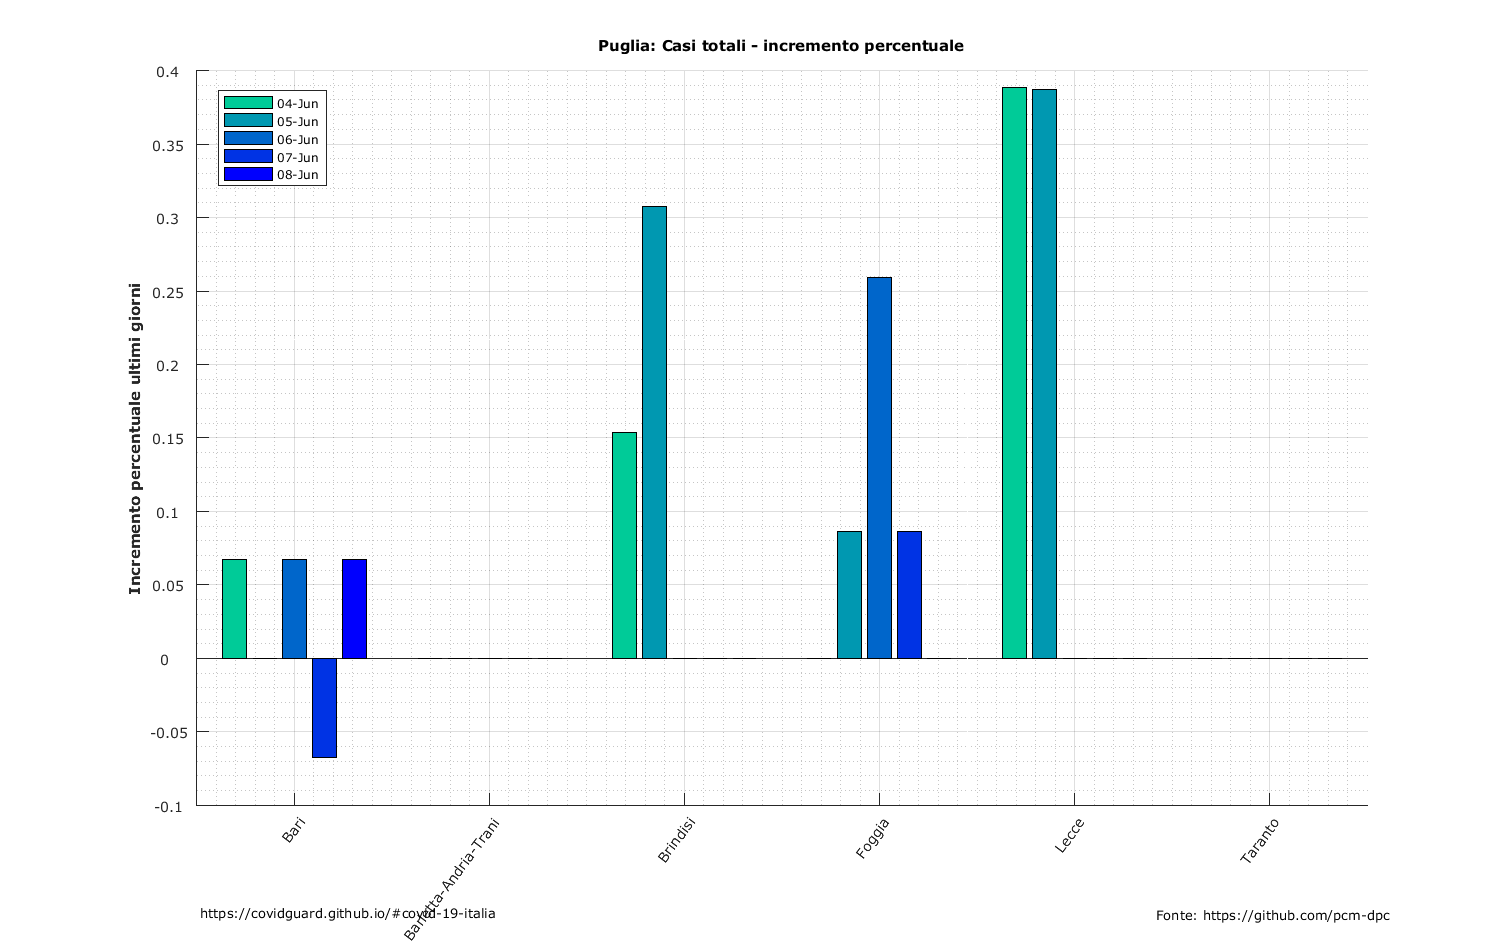 Puglia: Casi totali - incremento percentuale
Incremento percentuale ultimi giorni
0.4
0.35
0.3
0.25
0.2
0.15
0.1
0.05
0
-0.05
-0.1
04-Jun
05-Jun
06-Jun
07-Jun
08-Jun
Bari
Barletta-Andria-Trani
Brindisi
Foggia
Lecce
Taranto
https://covidguard.github.io/#covid-19-italia
Fonte: https://github.com/pcm-dpc